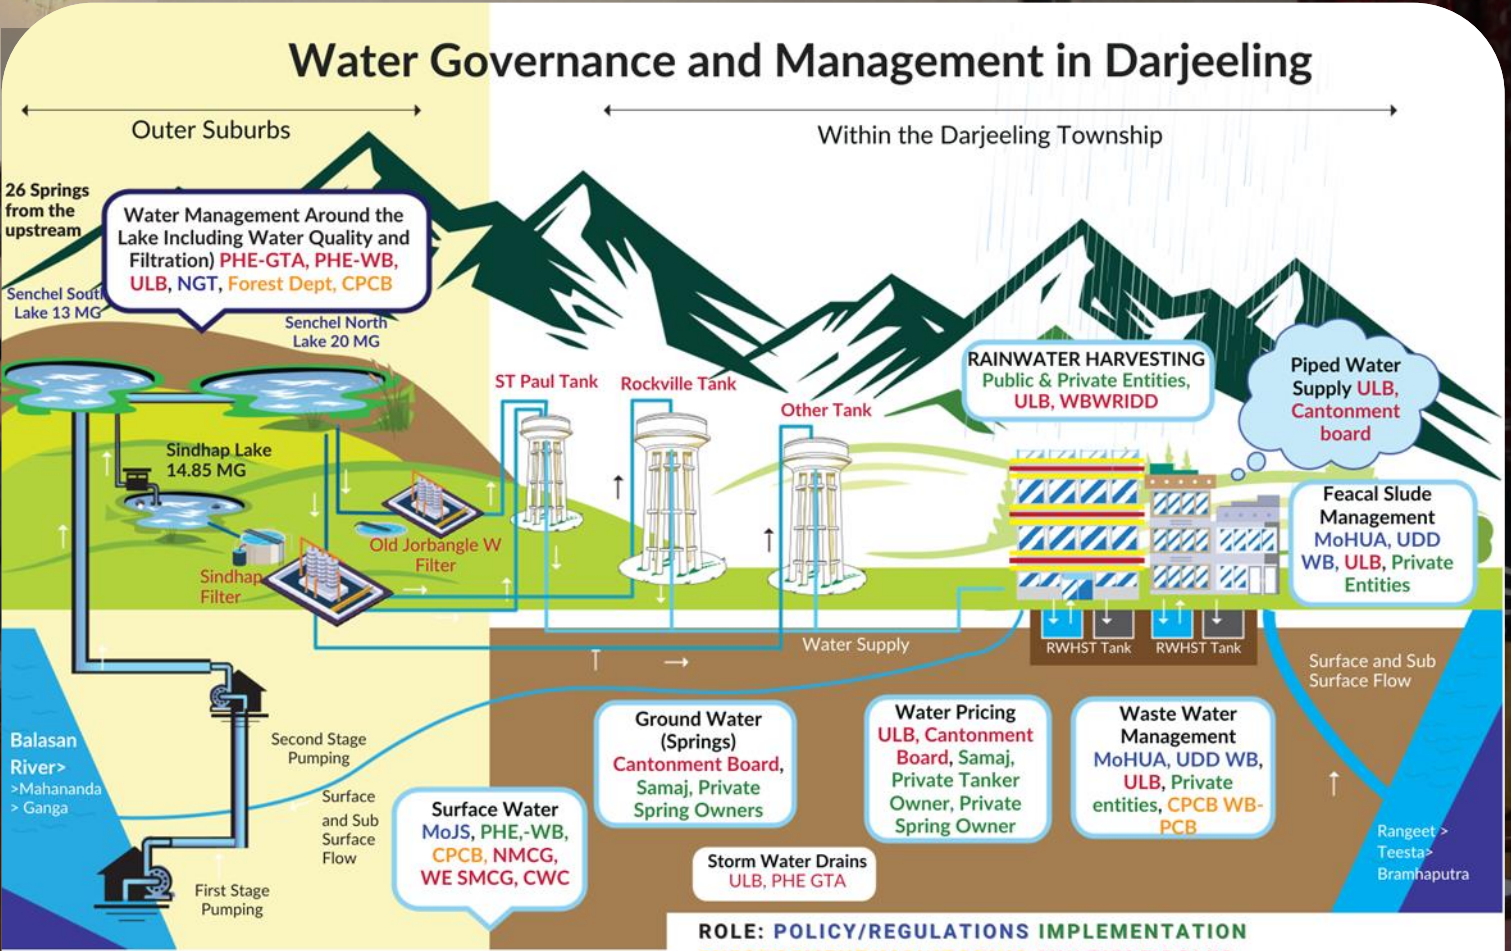 Water Governance and Management in Darjeeling
Outer Suburbs
Within the Darjeeling Township
26 Springs
from the
upstream
Water Management Around the
Lake Including Water Quality and
Filtration) PHE-GTA, PHE-WB,
ULB, NGT, Forest Dept, CPCB
Senchel South
Lake 13 MG
Senchel North
Lake 20 MG
ST Paul Tank
Rockville Tank
Other Tank
RAINWATER HARVESTING
Public & Private Entities,
ULB, WBWRIDD
Piped Water
Supply ULB,
Cantonment
board
Sindhap Lake
14.85 MG
Old Jorbangle W
Filter
Sindhap
Filter
Feacal Slude
Management
MoHUA, UDD
WB, ULB, Private
Entities
Water Supply
RWHST Tank
RWHST Tank
Surface and Sub
Surface Flow
Balasan
River>
>Mahananda
> Ganga
Second Stage
Pumping
Surface
and Sub
Surface
Flow
First Stage
Pumping
Surface Water
MoJS, PHE,-WB,
CPCB, NMCG,
WE SMCG, CWC
Ground Water
(Springs)
Cantonment Board,
Samaj, Private
Spring Owners
Storm Water Drains
ULB, PHE GTA
Water Pricing
ULB, Cantonment
Board, Samaj,
Private Tanker
Owner, Private
Spring Owner
Waste Water
Management
MoHUA, UDD WB,
ULB, Private
entities, CPCB WB-
PCB
Rangeet >
Teesta>
Bramhaputra
ROLE: POLICY/REGULATIONS IMPLEMENTATION